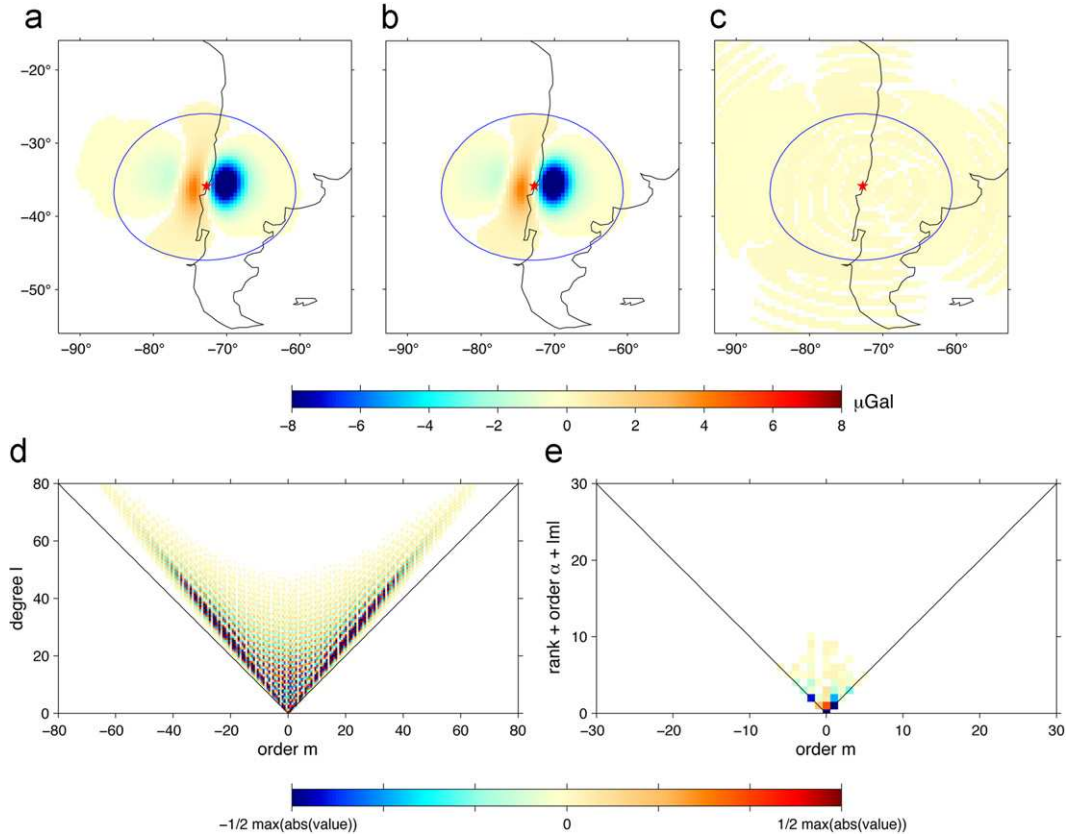 a
b
c
−20°
−30°
−40°
−50°
−90° −80° −70° −60°
−90° −80° −70° −60°
−90° −80° −70° −60°
−8 −6 −4 −2 0 2 4 6 8 μGal
d
e
80
60
40
20
0
degree l
−80 −60 −40 −20 0 20 40 60 80
order m
30
20
10
0
rank + order α + lml
−30 −20 −10 0 10 20 30
order m
−1/2 max(abs(value)) 0 1/2 max(abs(value))